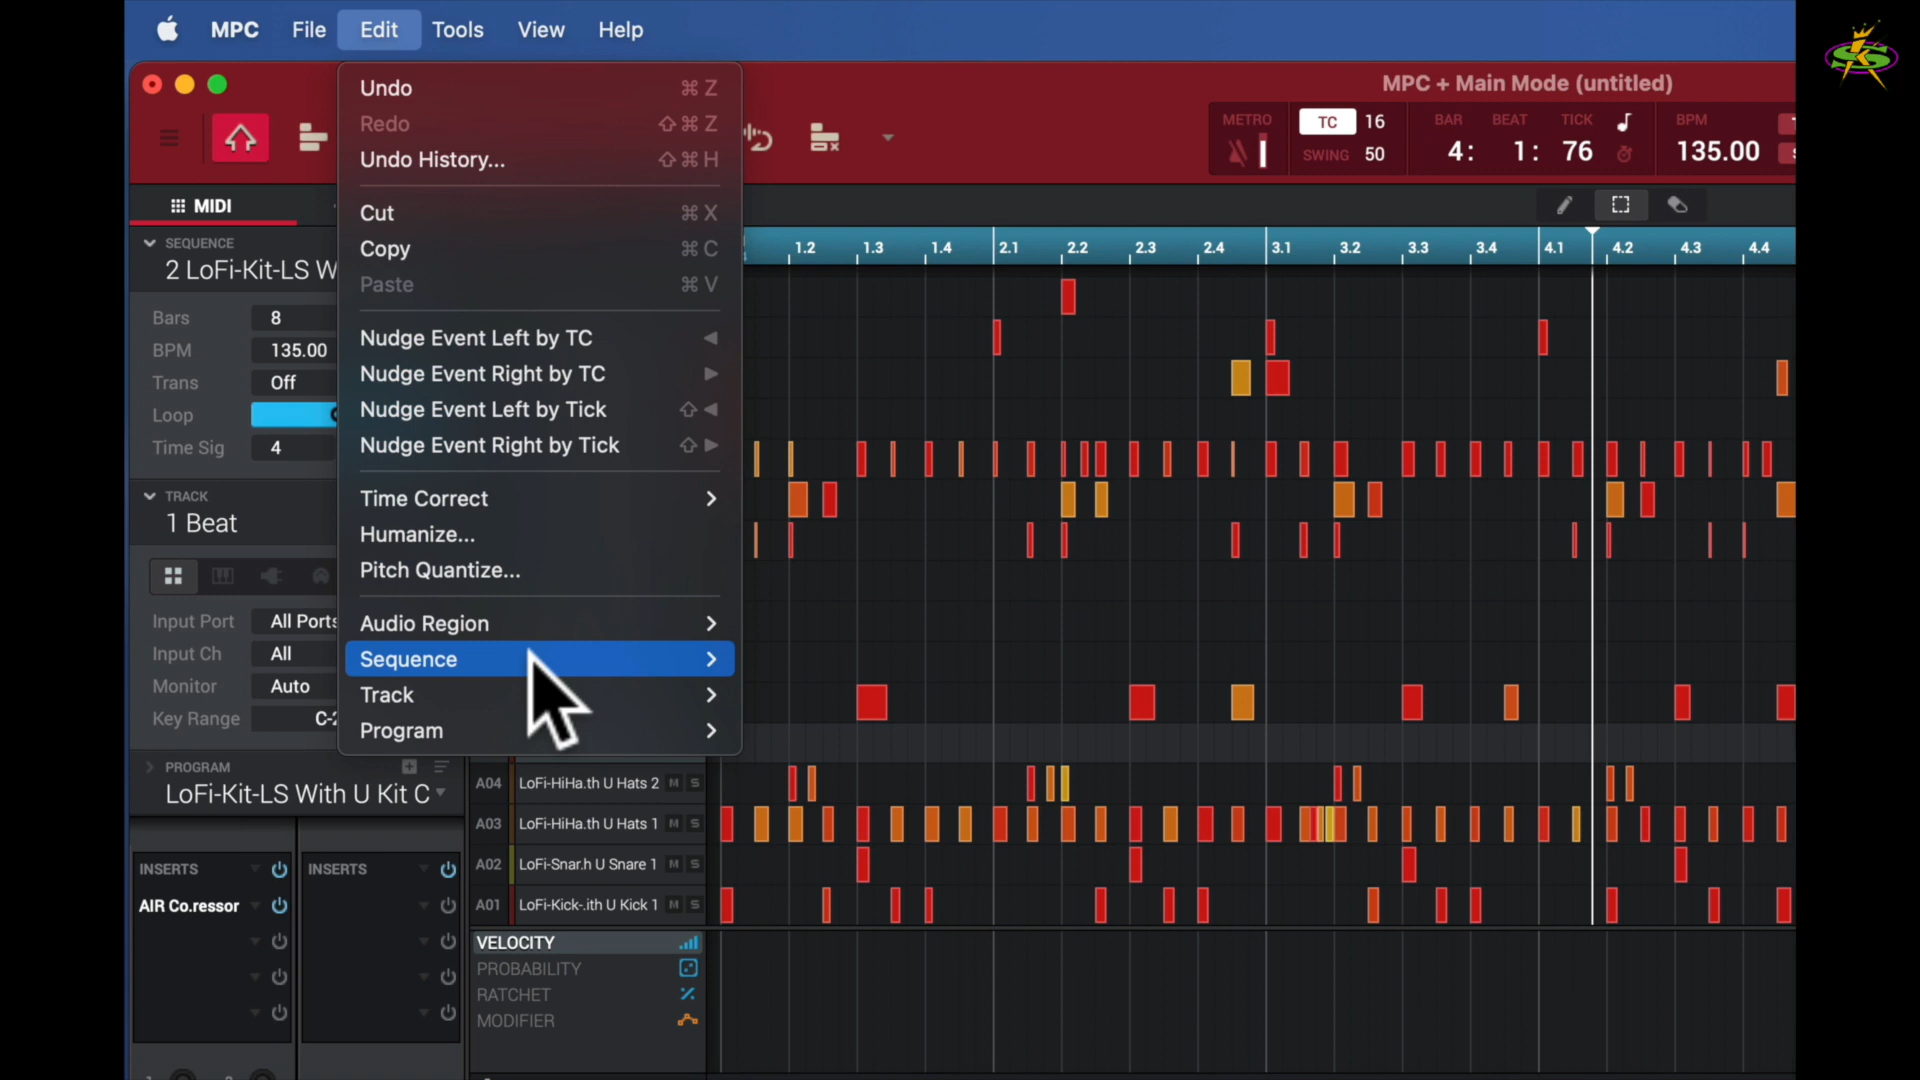 MPC File Edit Tools View Help
MPC + Main Mode (untitled)
METRO
TC 16
SWING 50
BAR BEAT TICK
4: 1: 76
BPM
135.00
Undo ⌘ Z
Redo ⇧⌘ Z
Undo History... ⇧⌘ H
Cut ⌘ X
Copy ⌘ C
Paste ⌘ V
Nudge Event Left by TC
Nudge Event Right by TC
Nudge Event Left by Tick
Nudge Event Right by Tick
Time Correct
Humanize...
Pitch Quantize...
Audio Region
Sequence
Track
Program
MIDI
SEQUENCE
2 LoFi-Kit-LS W
Bars 8
BPM 135.00
Trans Off
Loop
Time Sig 4
TRACK
1 Beat
Input Port All Ports
Input Ch All
Monitor Auto
Key Range C-2
PROGRAM
LoFi-Kit-LS With U Kit C
INSERTS INSERTS
AIR Co.ressor
1.2 1.3 1.4 2.1 2.2 2.3 2.4 3.1 3.2 3.3 3.4 4.1 4.2 4.3 4.4
A04 LoFi-HiHa.th U Hats 2 M S
A03 LoFi-HiHa.th U Hats 1 M S
A02 LoFi-Snar.h U Snare 1 M S
A01 LoFi-Kick-.ith U Kick 1 M S
VELOCITY
PROBABILITY
RATCHET
MODIFIER